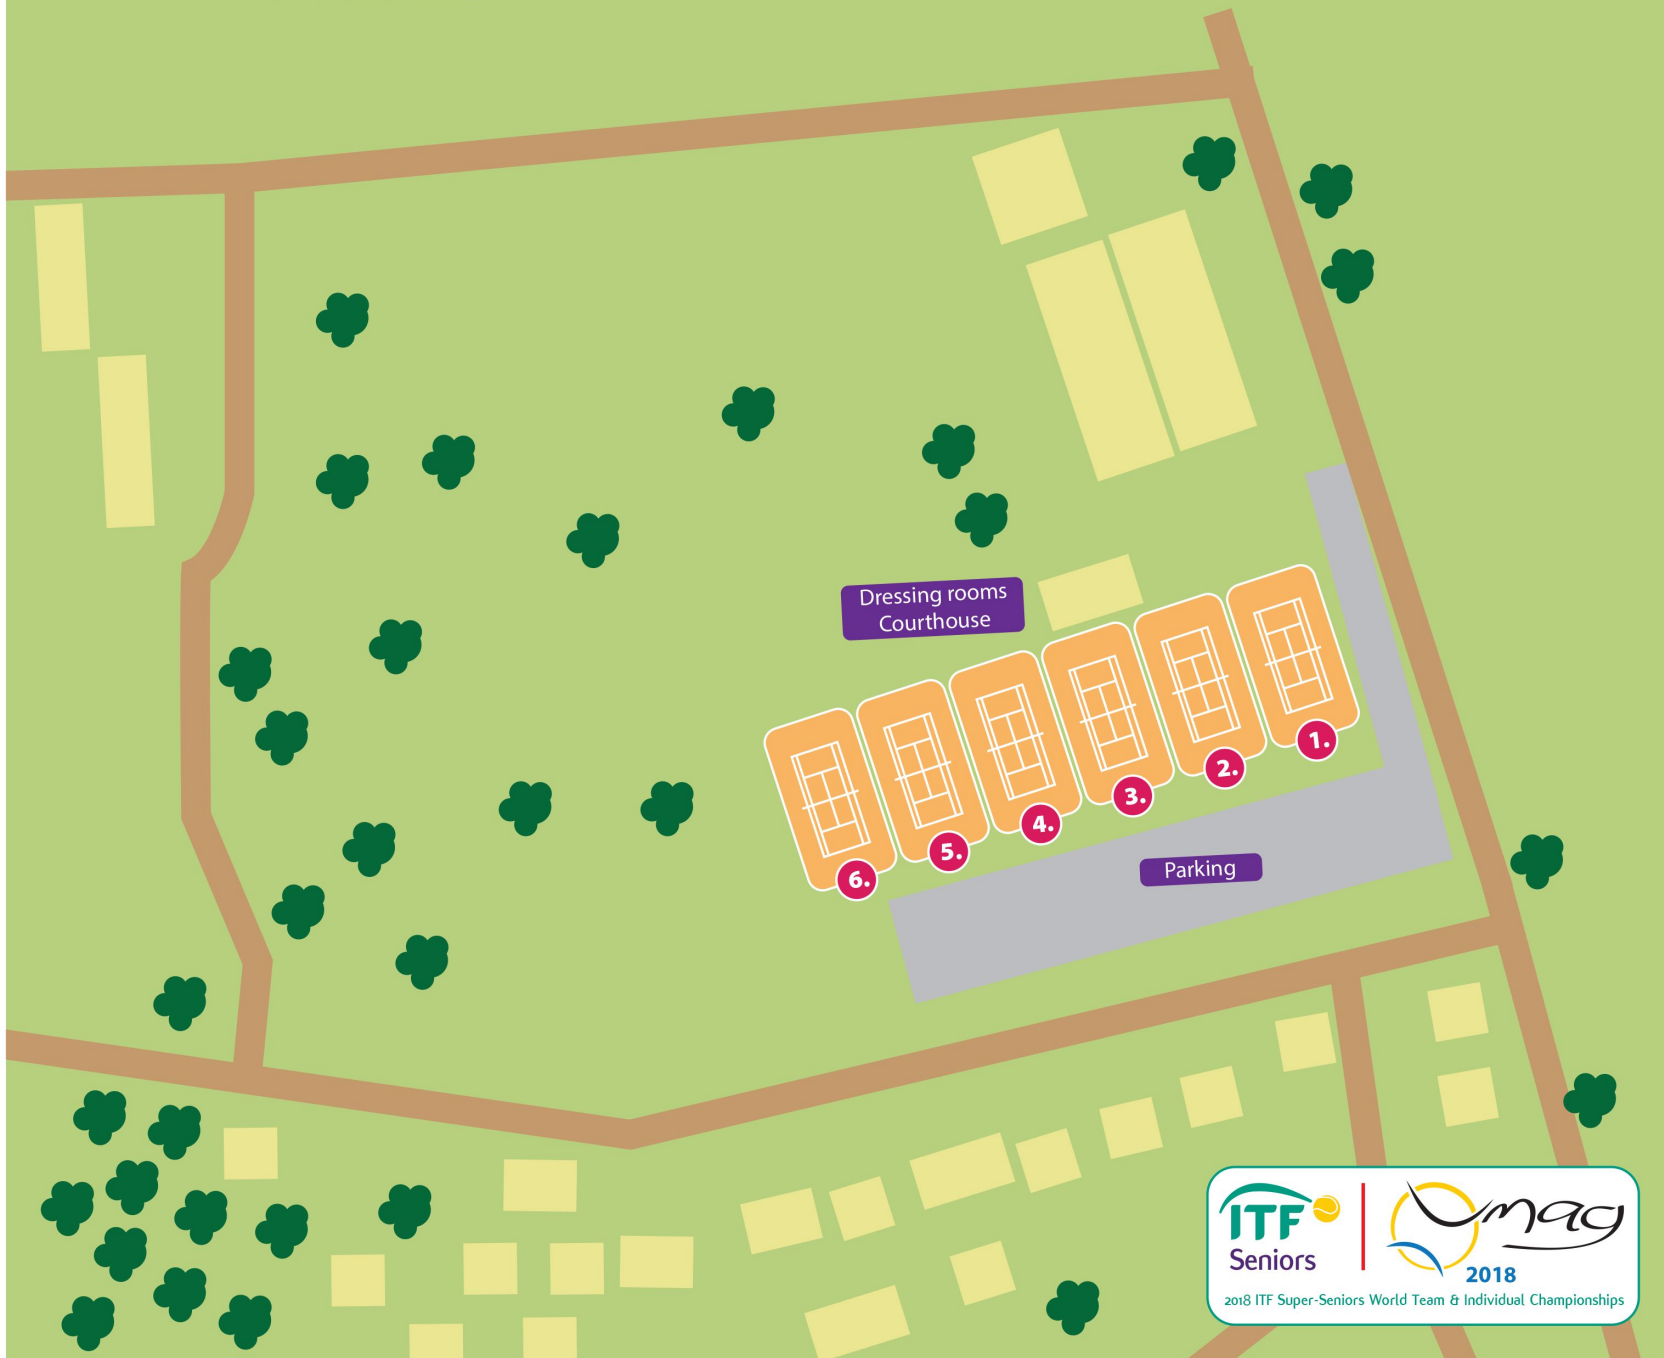 Dressing rooms
Courthouse
1.
2.
3.
4.
5.
6.
Parking
ITF
Seniors
Umag
2018
2018 ITF Super-Seniors World Team & Individual Championships